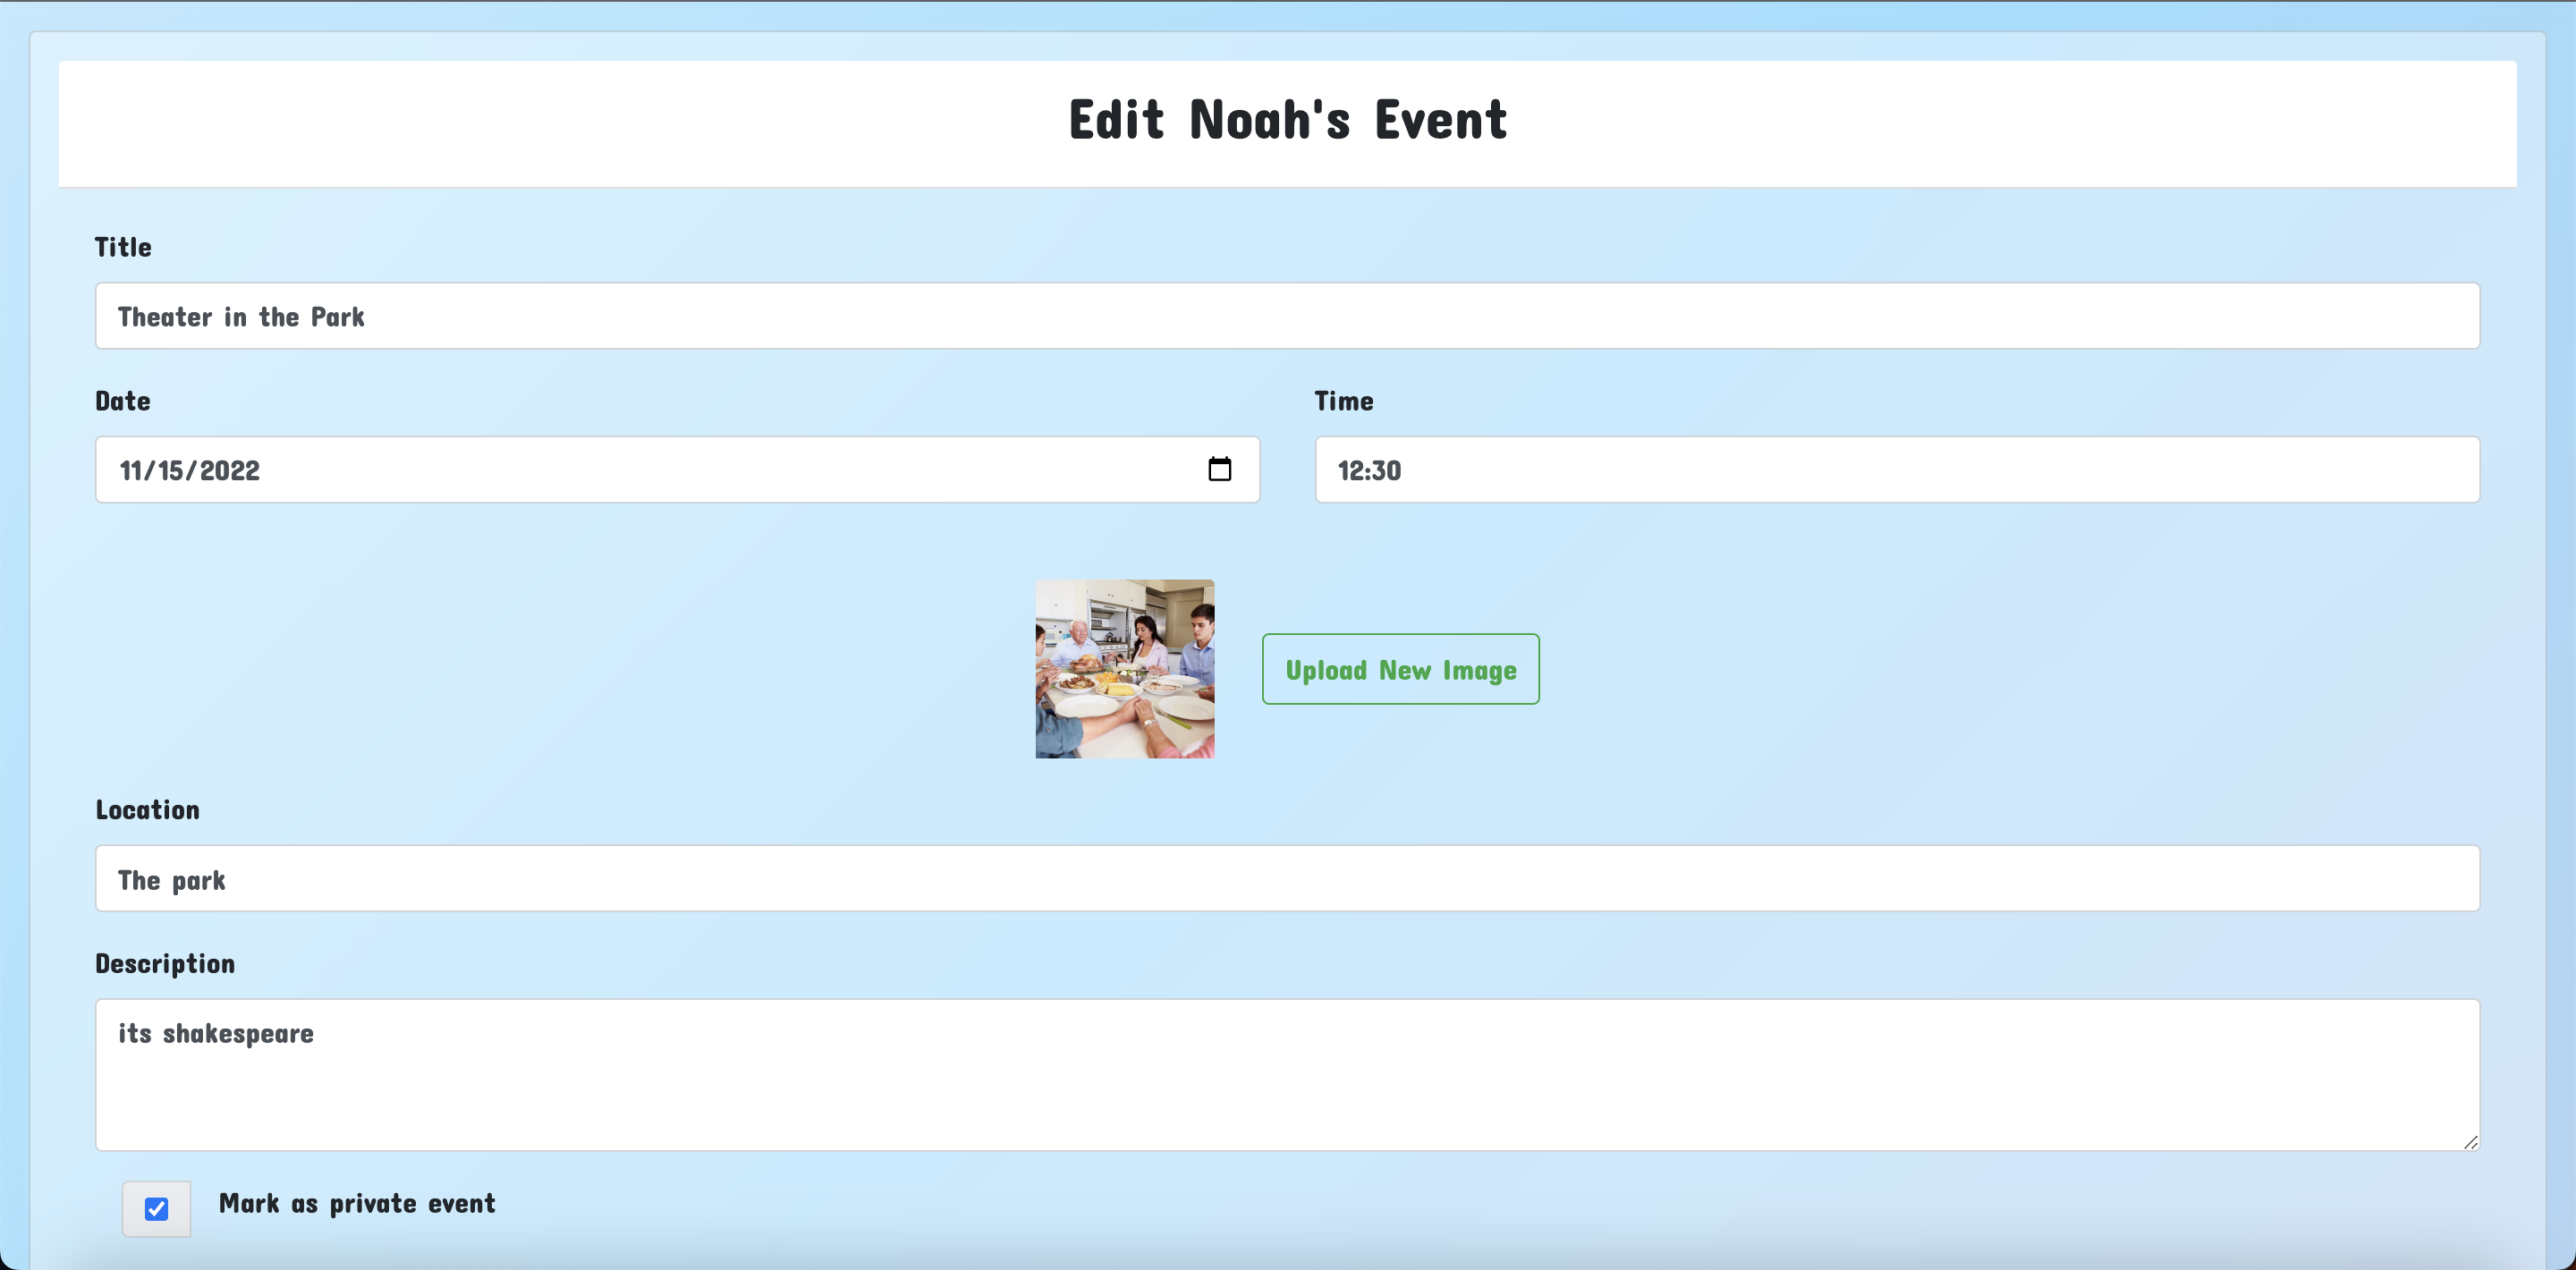 Edit Noah's Event
Title
Theater in the Park
Date
Time
11/15/2022
12:30
Upload New Image
Location
The park
Description
its shakespeare
Mark as private event